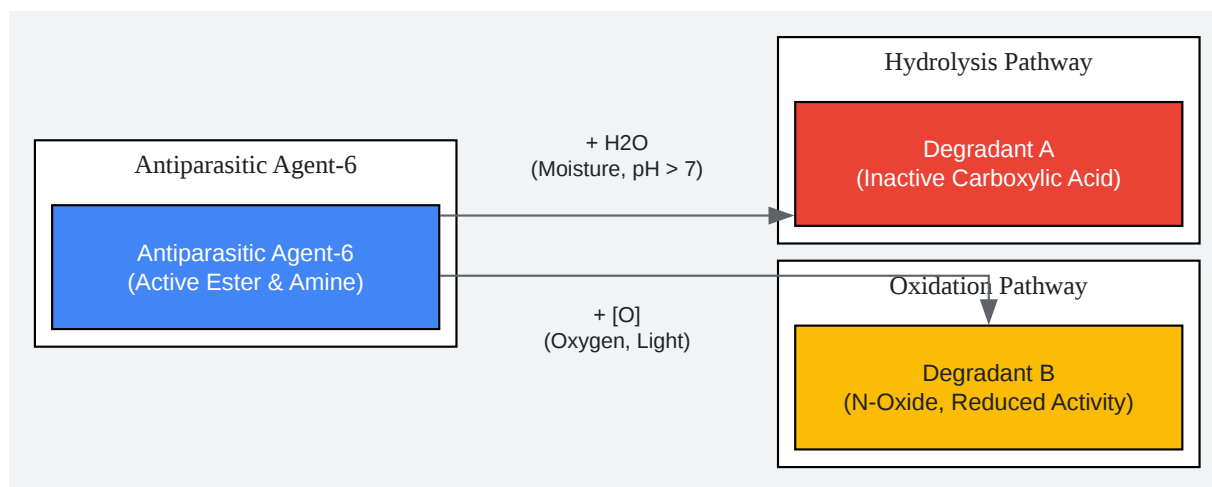 Antiparasitic Agent-6
Antiparasitic Agent-6
(Active Ester & Amine)
+ H2O
(Moisture, pH > 7)
+ [O]
(Oxygen, Light)
Hydrolysis Pathway
Degradant A
(Inactive Carboxylic Acid)
Oxidation Pathway
Degradant B
(N-Oxide, Reduced Activity)